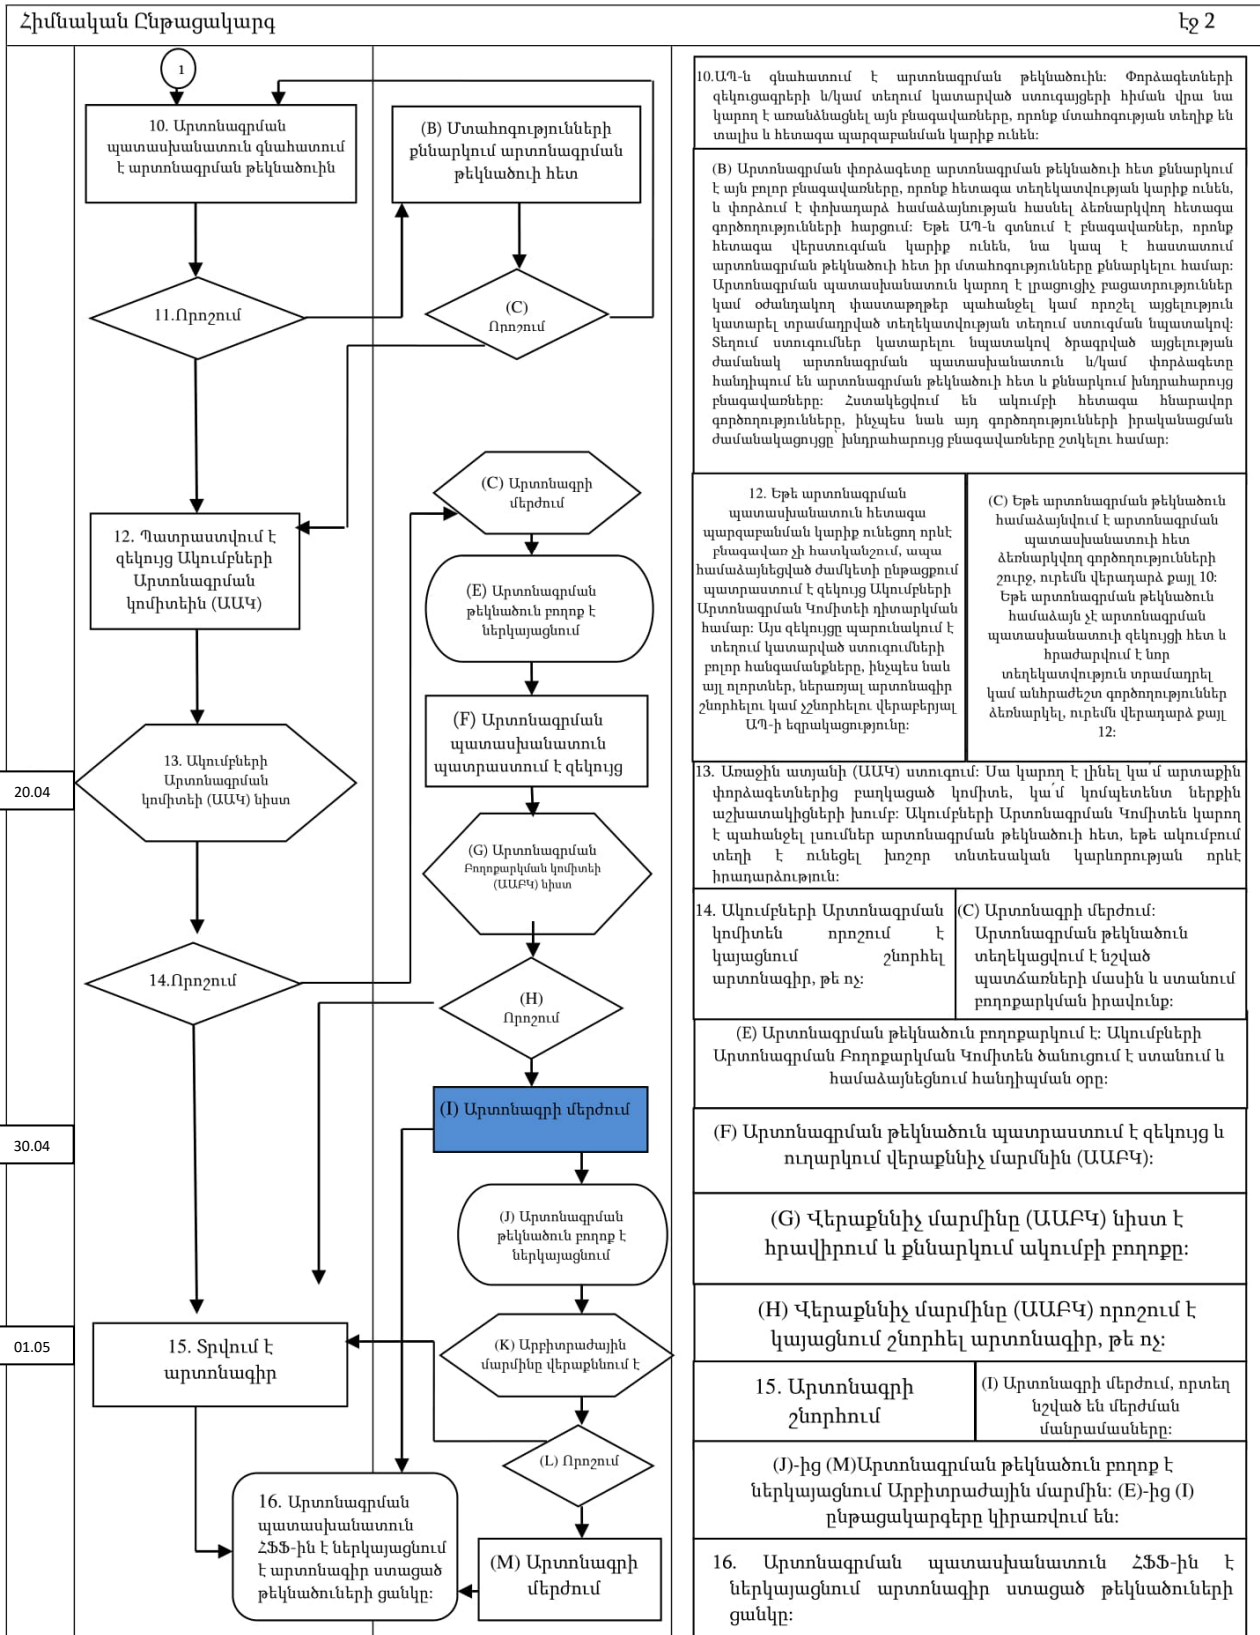 Հիմնական Ընթացակարգ
էջ 2
1
10. Արտոնագրման
պատասխանատուն գնահատում
է արտոնագրման թեկնածուին
(B) Մտահոգությունների
քննարկում արտոնագրման
թեկնածուի հետ
11.Որոշում
(C)
Որոշում
(C) Արտոնագրի
մերժում
12. Պատրաստվում է
զեկույց Ակումբների
Արտոնագրման
կոմիտեին (ԱԱԿ)
(E) Արտոնագրման
թեկնածուն բողոք է
ներկայացնում
(F) Արտոնագրման
պատասխանատուն
պատրաստում է զեկույց
13. Ակումբների
Արտոնագրման
կոմիտեի (ԱԱԿ) նիստ
20.04
(G) Արտոնագրման
Բողոքարկման կոմիտեի
(ԱԱԲԿ) նիստ
14.Որոշում
(H)
Որոշում
(I) Արտոնագրի մերժում
30.04
(J) Արտոնագրման
թեկնածուն բողոք է
ներկայացնում
01.05
15. Տրվում է
արտոնագիր
(K) Արբիտրաժային
մարմինը վերաքննում է
(L) Որոշում
16. Արտոնագրման
պատասխանատուն
ՀՖՖ-ին է ներկայացնում
է արտոնագիր ստացած
թեկնածուների ցանկը:
(M) Արտոնագրի
մերժում
10.ԱՊ-ն գնահատում է արտոնագրման թեկնածուին: Փորձագետների
զեկուցագրերի և/կամ տեղում կատարված ստուգայցերի հիման վրա նա
կարող է առանձնացնել այն բնագավառները, որոնք մտահոգության տեղիք են
տալիս և հետագա պարզաբանման կարիք ունեն:
(B) Արտոնագրման փորձագետը արտոնագրման թեկնածուի հետ քննարկում
է այն բոլոր բնագավառները, որոնք հետագա տեղեկատվության կարիք ունեն,
և փորձում է փոխադարձ համաձայնության հասնել ձեռնարկվող հետագա
գործողությունների հարցում: Եթե ԱՊ-ն գտնում է բնագավառներ, որոնք
հետագա վերստուգման կարիք ունեն, նա կապ է հաստատում
արտոնագրման թեկնածուի հետ իր մտահոգությունները քննարկելու համար:
Արտոնագրման պատասխանատուն կարող է լրացուցիչ բացատրություններ
կամ օժանդակող փաստաթղթեր պահանջել կամ որոշել այցելություն
կատարել տրամադրված տեղեկատվության տեղում ստուգման նպատակով:
Տեղում ստուգումներ կատարելու նպատակով ծրագրված այցելության
ժամանակ արտոնագրման պատասխանատուն և/կամ փորձագետը
հանդիպում են արտոնագրման թեկնածուի հետ և քննարկում խնդրահարույց
բնագավառները: Հստակեցվում են ակումբի հետագա հնարավոր
գործողությունները, ինչպես նաև այդ գործողությունների իրականացման
ժամանակացույցը՝ խնդրահարույց բնագավառները շտկելու համար:
12. Եթե արտոնագրման
պատասխանատուն հետագա
պարզաբանման կարիք ունեցող որևէ
բնագավառ չի հատկանշում, ապա
համաձայնեցված ժամկետի ընթացքում
պատրաստում է զեկույց Ակումբների
Արտոնագրման Կոմիտեի դիտարկման
համար: Այս զեկույցը պարունակում է
տեղում կատարված ստուգումների
բոլոր հանգամանքները, ինչպես նաև
այլ ոլորտներ, ներառյալ արտոնագիր
շնորհելու կամ չշնորհելու վերաբերյալ
ԱՊ-ի եզրակացությունը:
(C) Եթե արտոնագրման թեկնածուն
համաձայնվում է արտոնագրման
պատասխանատուի հետ
ձեռնարկվող գործողությունների
շուրջ, ուրեմն վերադարձ քայլ 10:
Եթե արտոնագրման թեկնածուն
համաձայն չէ արտոնագրման
պատասխանատուի զեկույցի հետ և
հրաժարվում է նոր
տեղեկատվություն տրամադրել
կամ անհրաժեշտ գործողություններ
ձեռնարկել, ուրեմն վերադարձ քայլ
12:
13. Առաջին ատյանի (ԱԱԿ) ստուգում: Սա կարող է լինել կա՛մ արտաքին
փորձագետներից բաղկացած կոմիտե, կա՛մ կոմպետենտ ներքին
աշխատակիցների խումբ: Ակումբների Արտոնագրման Կոմիտեն կարող
է պահանջել լսումներ արտոնագրման թեկնածուի հետ, եթե ակումբում
տեղի է ունեցել խոշոր տնտեսական կարևորության որևէ
իրադարձություն:
14. Ակումբների Արտոնագրման
կոմիտեն որոշում է
կայացնում շնորհել
արտոնագիր, թե ոչ:
(C) Արտոնագրի մերժում:
Արտոնագրման թեկնածուն
տեղեկացվում է նշված
պատճառների մասին և ստանում
բողոքարկման իրավունք:
(E) Արտոնագրման թեկնածուն բողոքարկում է: Ակումբների
Արտոնագրման Բողոքարկման Կոմիտեն ծանուցում է ստանում և
համաձայնեցնում հանդիպման օրը:
(F) Արտոնագրման թեկնածուն պատրաստում է զեկույց և
ուղարկում վերաքննիչ մարմնին (ԱԱԲԿ):
(G) Վերաքննիչ մարմինը (ԱԱԲԿ) նիստ է
հրավիրում և քննարկում ակումբի բողոքը:
(H) Վերաքննիչ մարմինը (ԱԱԲԿ) որոշում է
կայացնում շնորհել արտոնագիր, թե ոչ:
15. Արտոնագրի
շնորհում
(I) Արտոնագրի մերժում, որտեղ
նշված են մերժման
մանրամասները:
(J)-ից (M)Արտոնագրման թեկնածուն բողոք է
ներկայացնում Արբիտրաժային մարմին: (E)-ից (I)
ընթացակարգերը կիրառվում են:
16. Արտոնագրման պատասխանատուն ՀՖՖ-ին է
ներկայացնում արտոնագիր ստացած թեկնածուների
ցանկը: